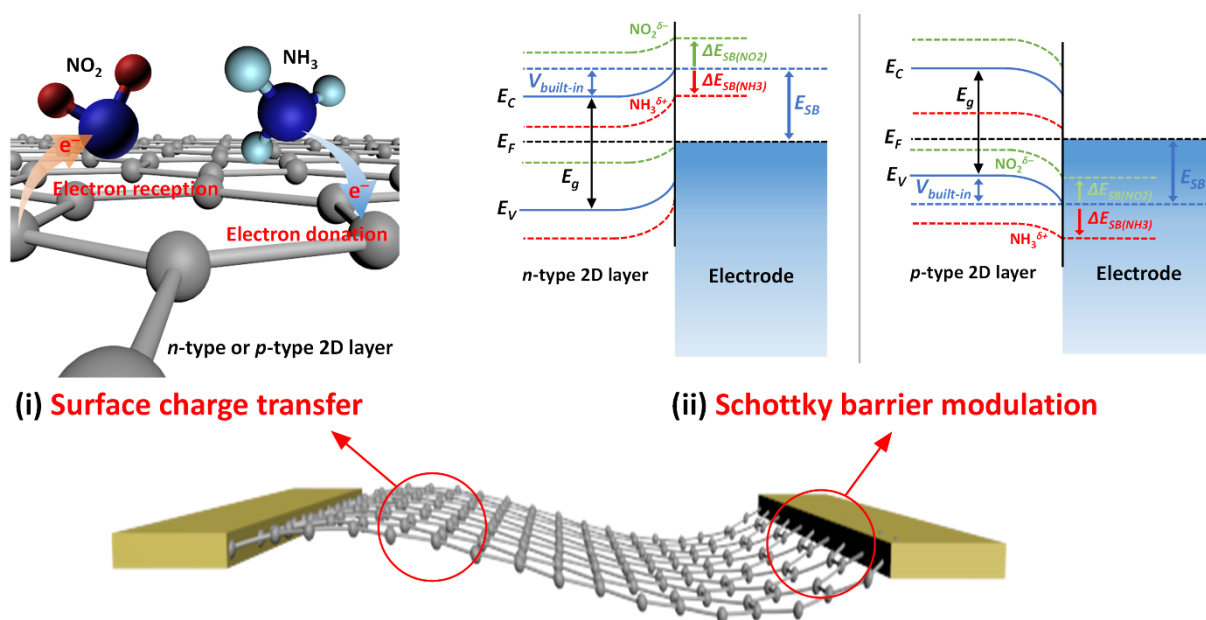 NO2
NH3
e−
Electron reception
e−
Electron donation
n-type or p-type 2D layer
NO2δ−
ΔESB(NO2)
Vbuilt-in
ΔESB(NH3)
EC
NH3δ+
ESB
EF
Eg
EV
n-type 2D layer
Electrode
EC
Eg
EF
NO2δ−
EV
Vbuilt-in
ΔESB(NO2)
ESB
ΔESB(NH3)
NH3δ+
p-type 2D layer
Electrode
(i) Surface charge transfer
(ii) Schottky barrier modulation